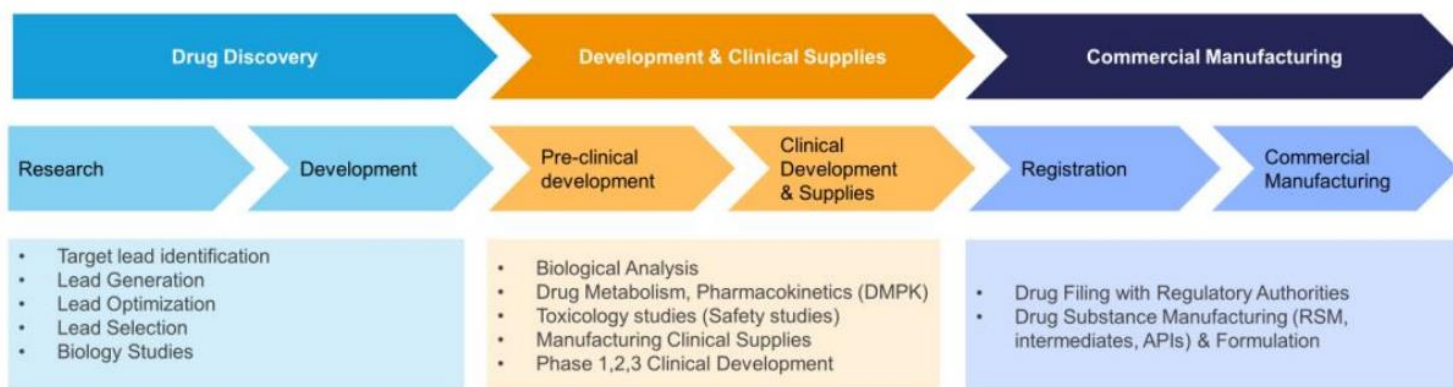 Drug Discovery
Development & Clinical Supplies
Commercial Manufacturing
Research
Development
Pre-clinical
development
Clinical
Development
& Supplies
Registration
Commercial
Manufacturing
• Target lead identification
• Lead Generation
• Lead Optimization
• Lead Selection
• Biology Studies
• Biological Analysis
• Drug Metabolism, Pharmacokinetics (DMPK)
• Toxicology studies (Safety studies)
• Manufacturing Clinical Supplies
• Phase 1,2,3 Clinical Development
• Drug Filing with Regulatory Authorities
• Drug Substance Manufacturing (RSM,
intermediates, APIs) & Formulation